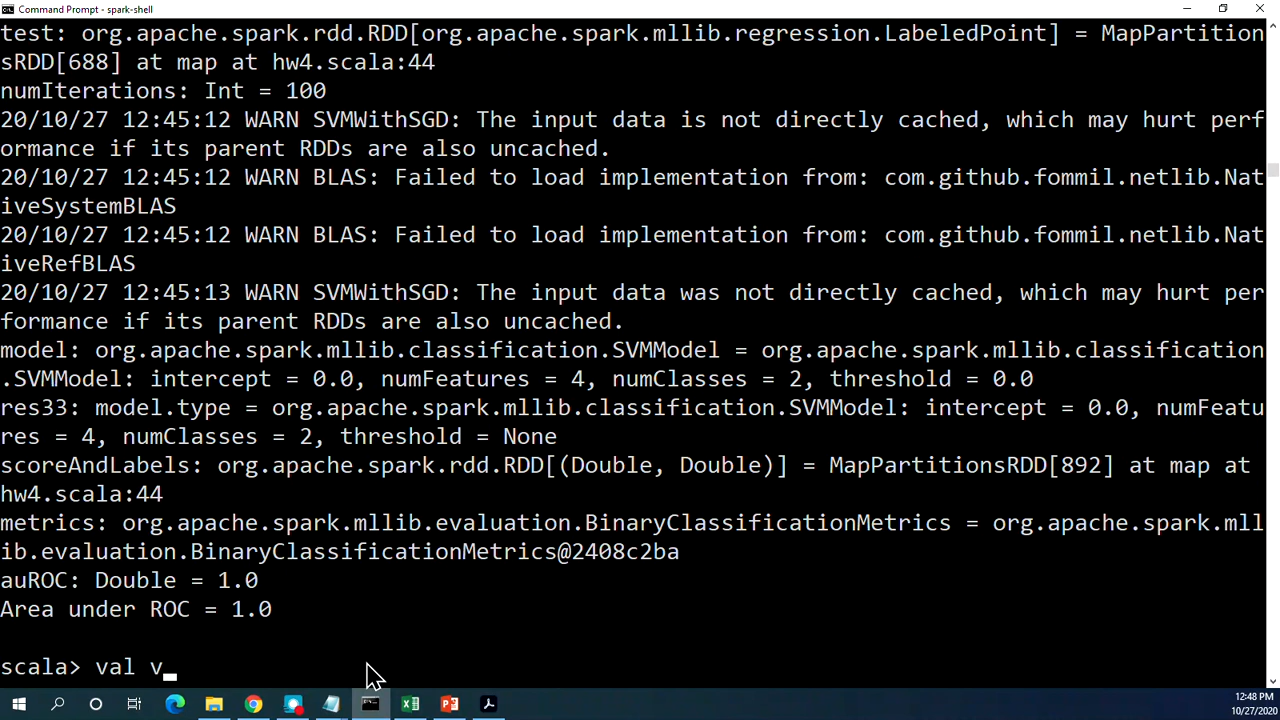 Command Prompt - spark-shell
test: org.apache.spark.rdd.RDD[org.apache.spark.mllib.regression.LabeledPoint] = MapPartition
sRDD[688] at map at hw4.scala:44
numIterations: Int = 100
20/10/27 12:45:12 WARN SVMWithSGD: The input data is not directly cached, which may hurt perf
ormance if its parent RDDs are also uncached.
20/10/27 12:45:12 WARN BLAS: Failed to load implementation from: com.github.fommil.netlib.Nat
iveSystemBLAS
20/10/27 12:45:12 WARN BLAS: Failed to load implementation from: com.github.fommil.netlib.Nat
iveRefBLAS
20/10/27 12:45:13 WARN SVMWithSGD: The input data was not directly cached, which may hurt per
formance if its parent RDDs are also uncached.
model: org.apache.spark.mllib.classification.SVMModel = org.apache.spark.mllib.classification
.SVMModel: intercept = 0.0, numFeatures = 4, numClasses = 2, threshold = 0.0
res33: model.type = org.apache.spark.mllib.classification.SVMModel: intercept = 0.0, numFeatu
res = 4, numClasses = 2, threshold = None
scoreAndLabels: org.apache.spark.rdd.RDD[(Double, Double)] = MapPartitionsRDD[892] at map at
hw4.scala:44
metrics: org.apache.spark.mllib.evaluation.BinaryClassificationMetrics = org.apache.spark.mll
ib.evaluation.BinaryClassificationMetrics@2408c2ba
auROC: Double = 1.0
Area under ROC = 1.0
scala> val v
12:48 PM
10/27/2020